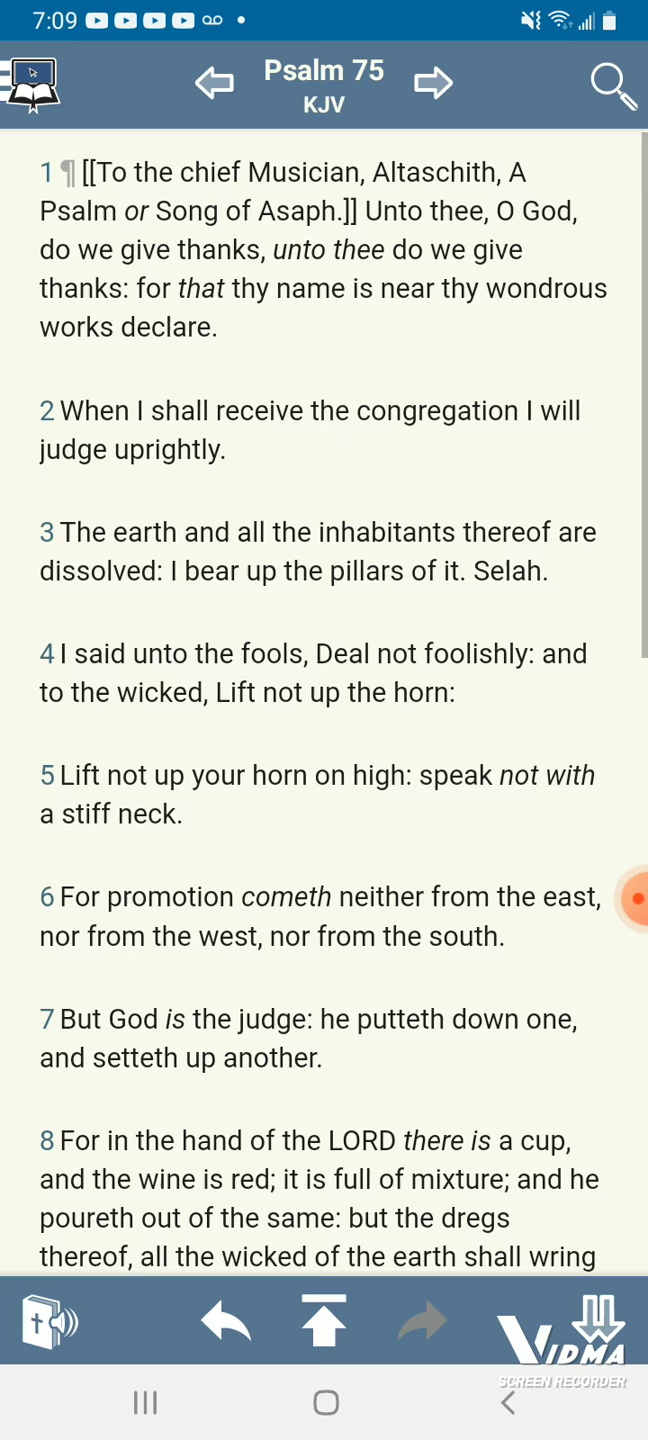 7:09
Psalm 75
KJV
1 ¶ [[To the chief Musician, Altaschith, A
Psalm or Song of Asaph.]] Unto thee, O God,
do we give thanks, unto thee do we give
thanks: for that thy name is near thy wondrous
works declare.
2 When I shall receive the congregation I will
judge uprightly.
3 The earth and all the inhabitants thereof are
dissolved: I bear up the pillars of it. Selah.
4 I said unto the fools, Deal not foolishly: and
to the wicked, Lift not up the horn:
5 Lift not up your horn on high: speak not with
a stiff neck.
6 For promotion cometh neither from the east,
nor from the west, nor from the south.
7 But God is the judge: he putteth down one,
and setteth up another.
8 For in the hand of the LORD there is a cup,
and the wine is red; it is full of mixture; and he
poureth out of the same: but the dregs
thereof, all the wicked of the earth shall wring
VIDMA
SCREEN RECORDER